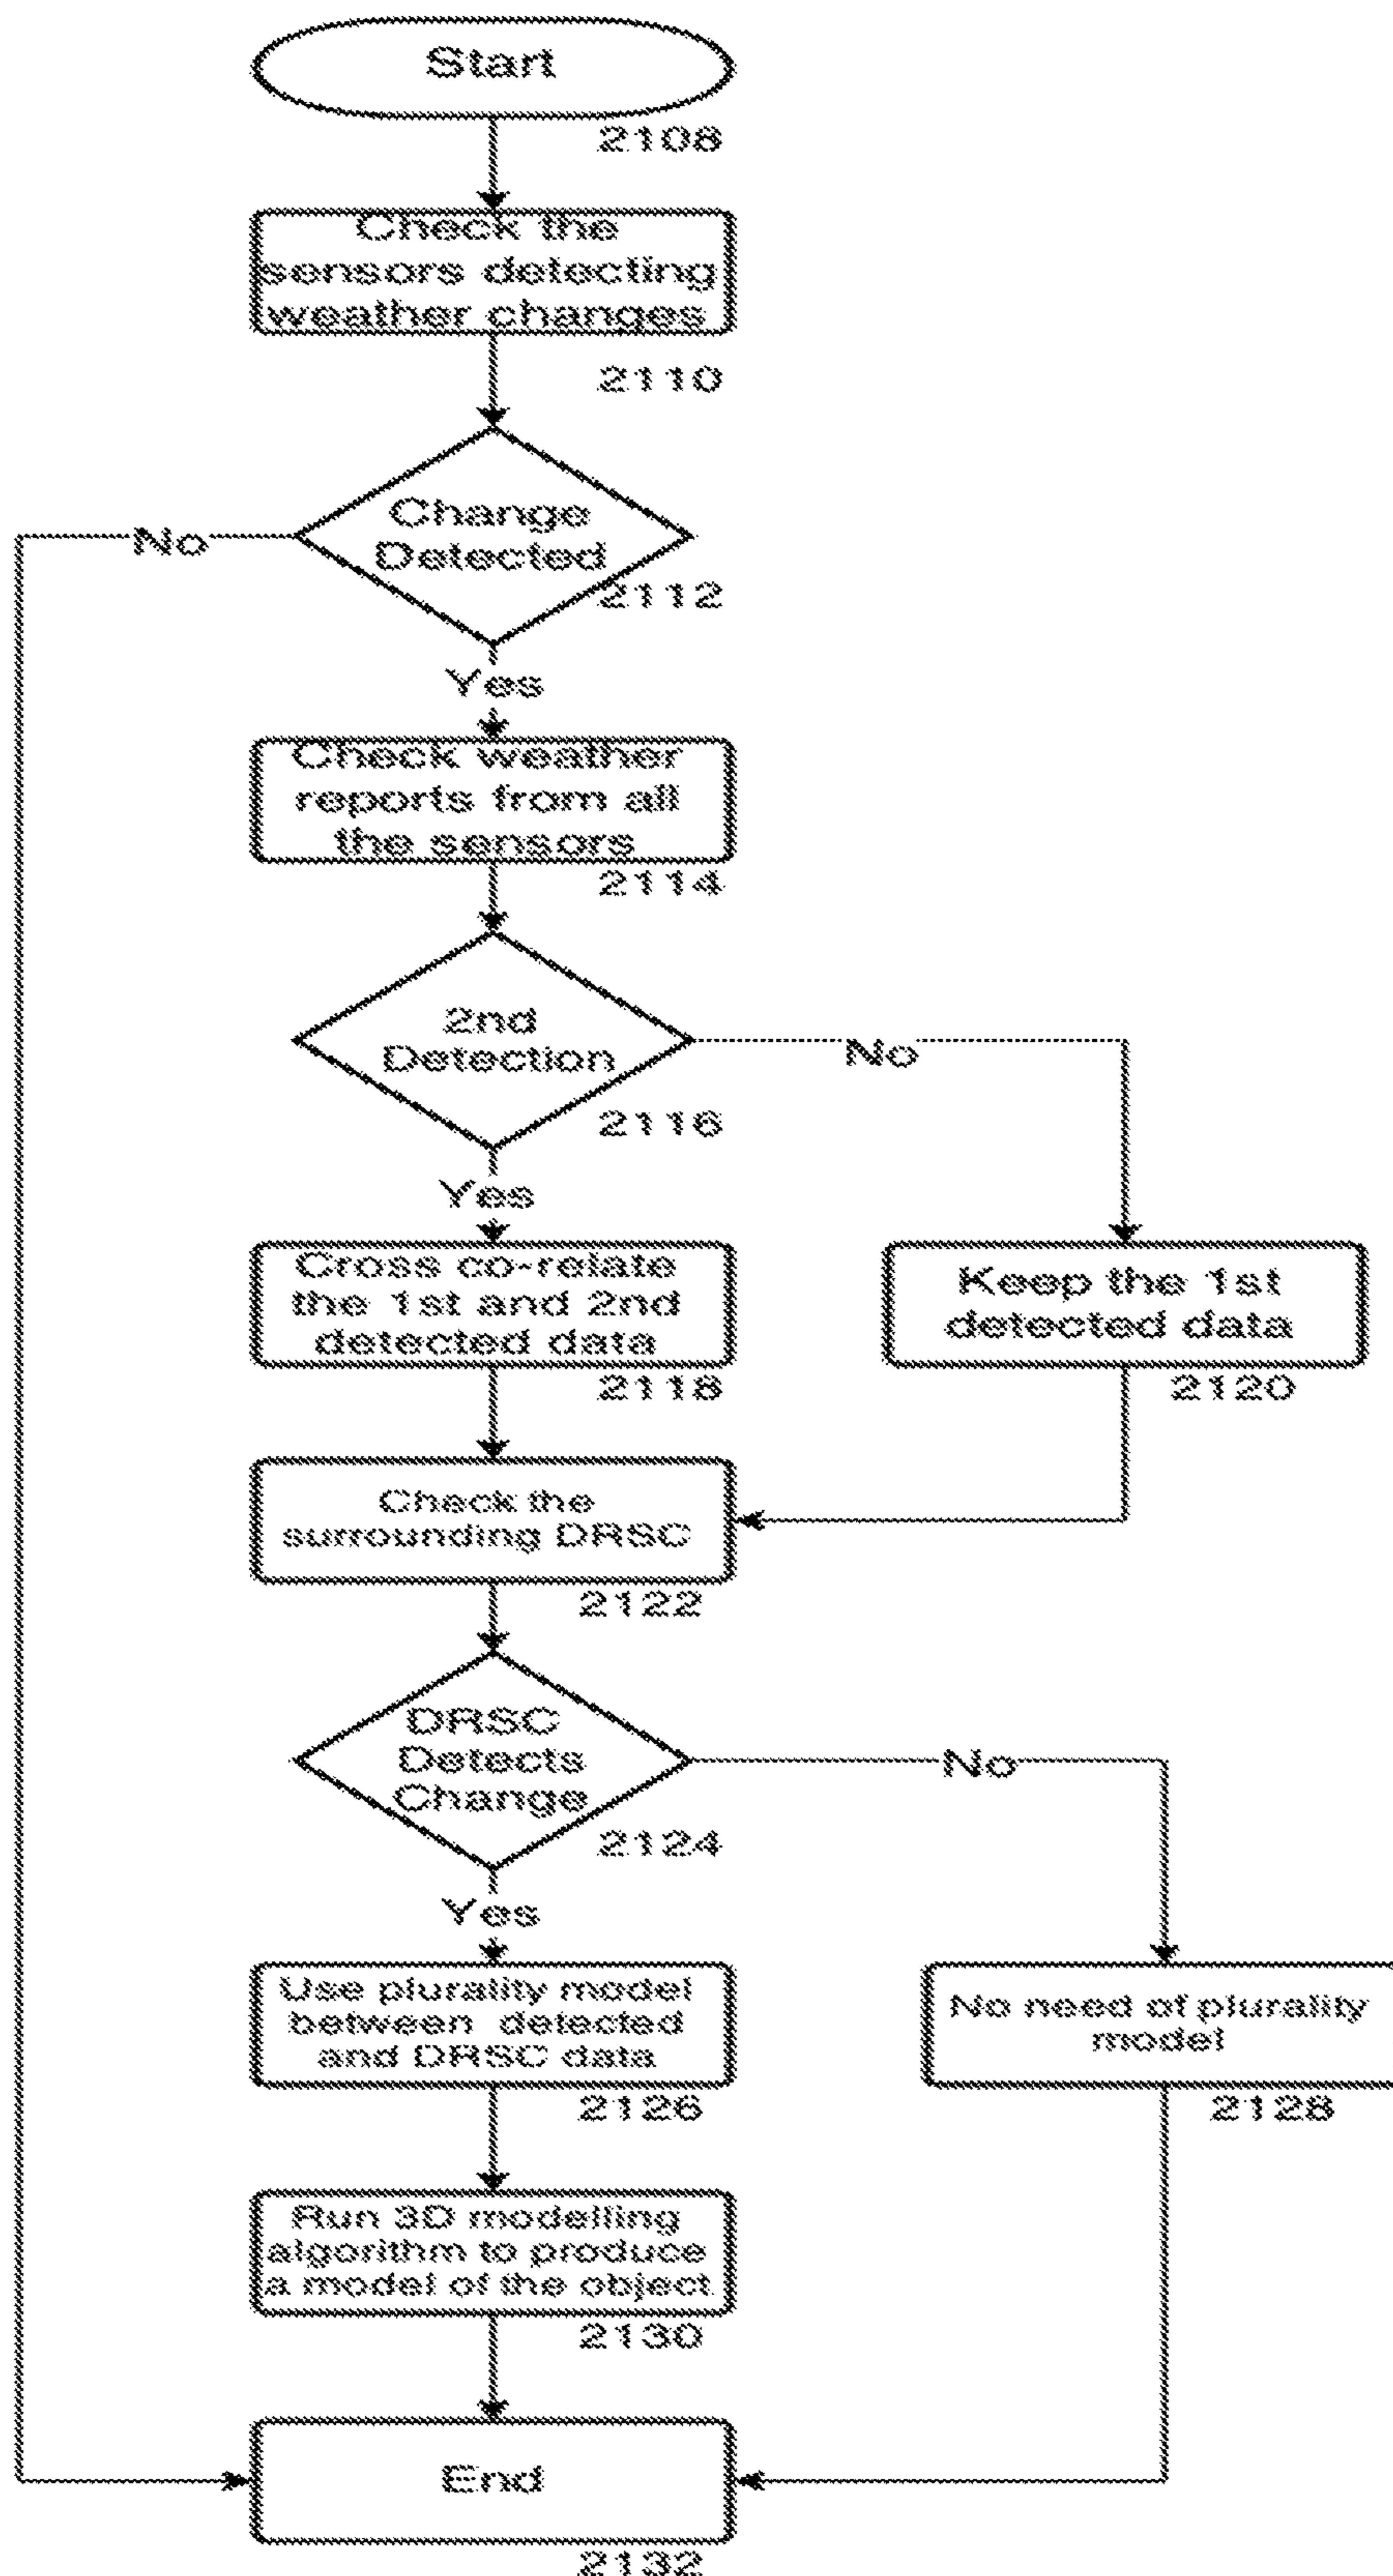 Start
2108
Check the
sensors detecting
weather changes
2110
Change
Detected
2112
No
Yes
Check weather
reports from all
the sensors
2114
2nd
Detection
2116
No
Yes
Cross co-relate
the 1st and 2nd
detected data
2118
Keep the 1st
detected data
2120
Check the
surrounding DRSC
2122
DRSC
Detects
Change
2124
No
Yes
Use plurality model
between detected
and DRSC data
2126
No need of plurality
model
2128
Run 3D modelling
algorithm to produce
a model of the object
2130
End
2132